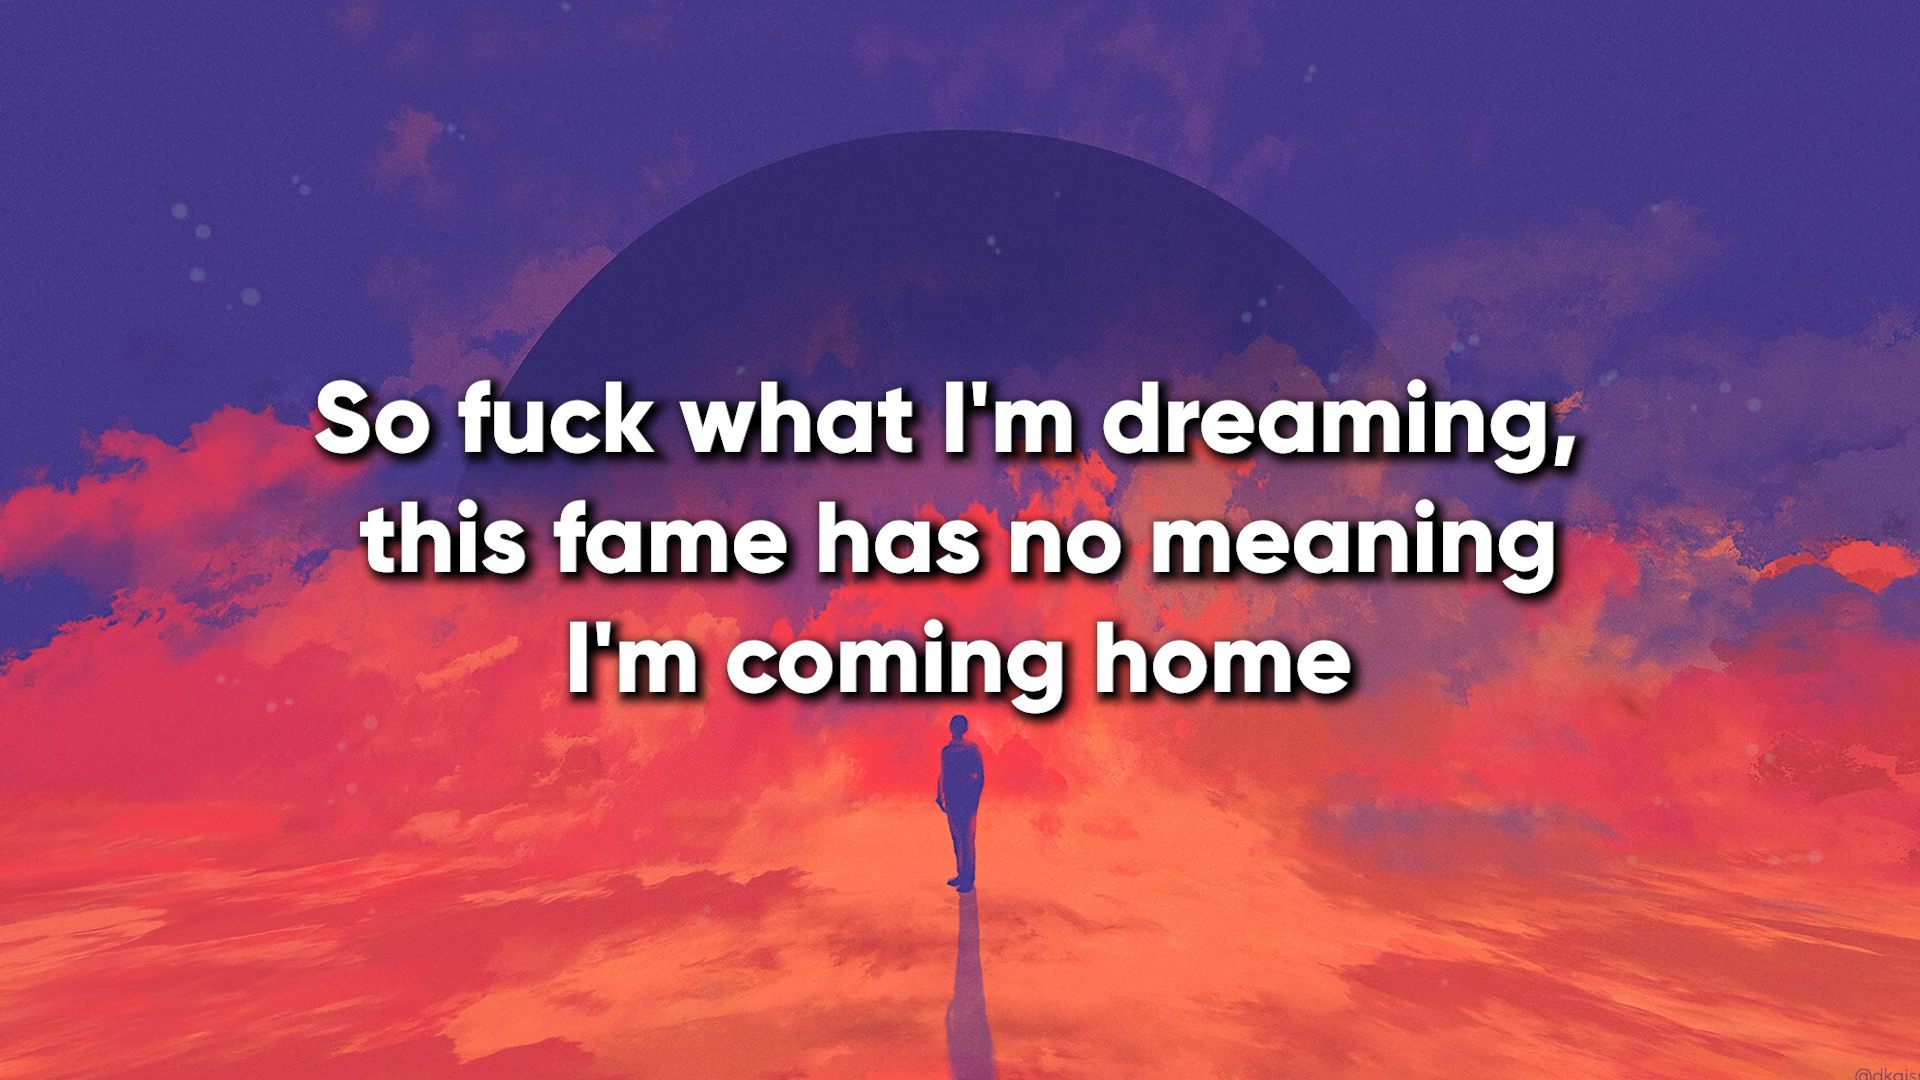 So fuck what I'm dreaming,
this fame has no meaning
I'm coming home